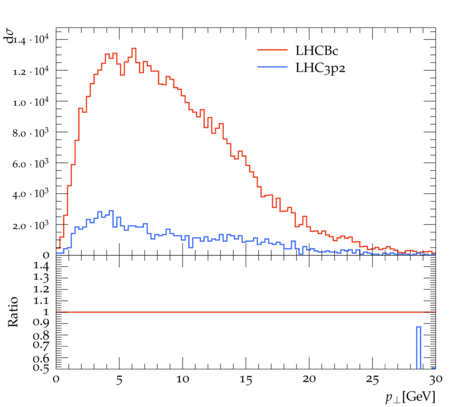 dσ
1.4 · 10⁴
1.2 · 10⁴
1.0 · 10⁴
8.0 · 10³
6.0 · 10³
4.0 · 10³
2.0 · 10³
0
LHCBc
LHC3p2
Ratio
1.4
1.3
1.2
1.1
1
0.9
0.8
0.7
0.6
0.5
0 5 10 15 20 25 30
p⊥[GeV]